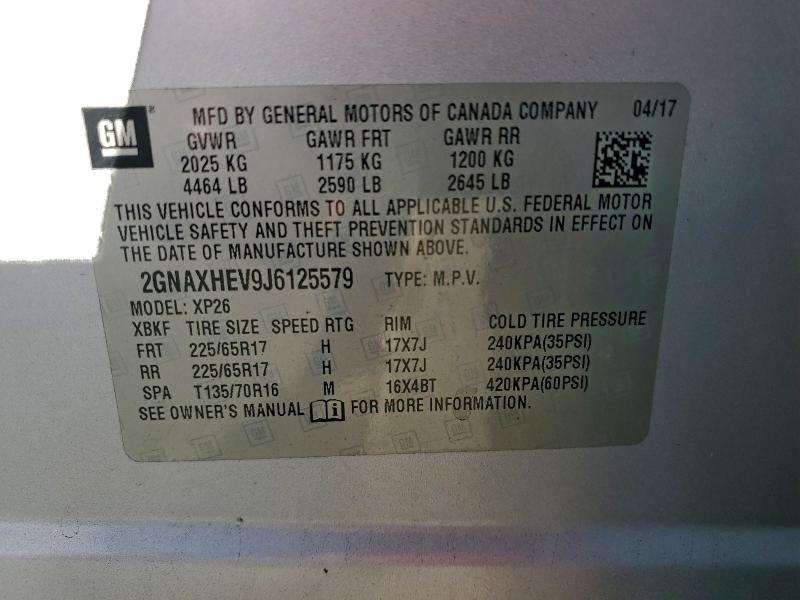 GM
MFD BY GENERAL MOTORS OF CANADA COMPANY 04/17
GVWR GAWR FRT GAWR RR
2025 KG 1175 KG 1200 KG
4464 LB 2590 LB 2645 LB
THIS VEHICLE CONFORMS TO ALL APPLICABLE U.S. FEDERAL MOTOR
VEHICLE SAFETY AND THEFT PREVENTION STANDARDS IN EFFECT ON
THE DATE OF MANUFACTURE SHOWN ABOVE.
2GNAXHEV9J6125579 TYPE: M.P.V.
MODEL: XP26
XBKF TIRE SIZE SPEED RTG RIM COLD TIRE PRESSURE
FRT 225/65R17 H 17X7J 240KPA(35PSI)
RR 225/65R17 H 17X7J 240KPA(35PSI)
SPA T135/70R16 M 16X4BT 420KPA(60PSI)
SEE OWNER'S MANUAL FOR MORE INFORMATION.